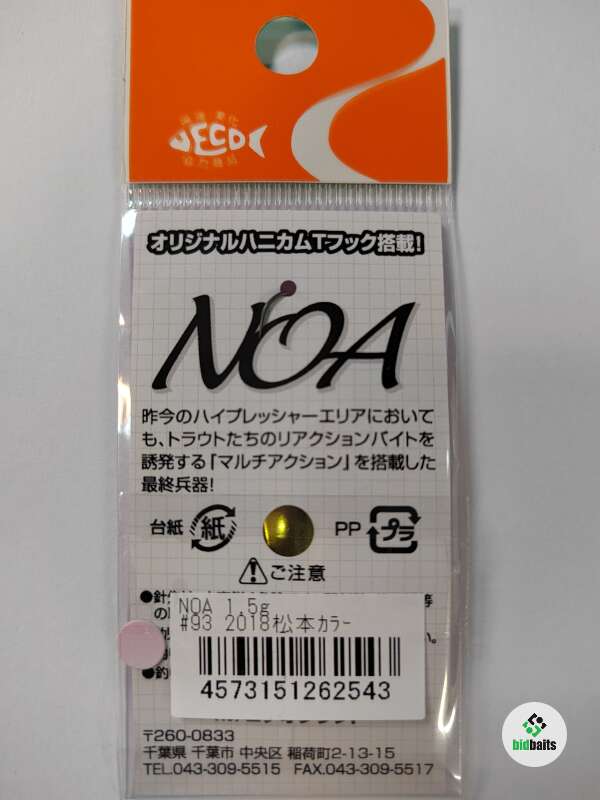 ECO
オリジナルハニカムTフック搭載!
NOA
昨今のハイプレッシャーエリアにおいて
も、トラウトたちのリアクションバイトを
誘発する「マルチアクション」を搭載した
最終兵器!
台紙 紙 PP プラ
ご注意
NOA 1.5g
#93 2018松本カラー
4573151262543
〒260-0833
千葉県 千葉市 中央区 稲荷町2-13-15
TEL.043-309-5515 FAX.043-309-5517
bidbaits